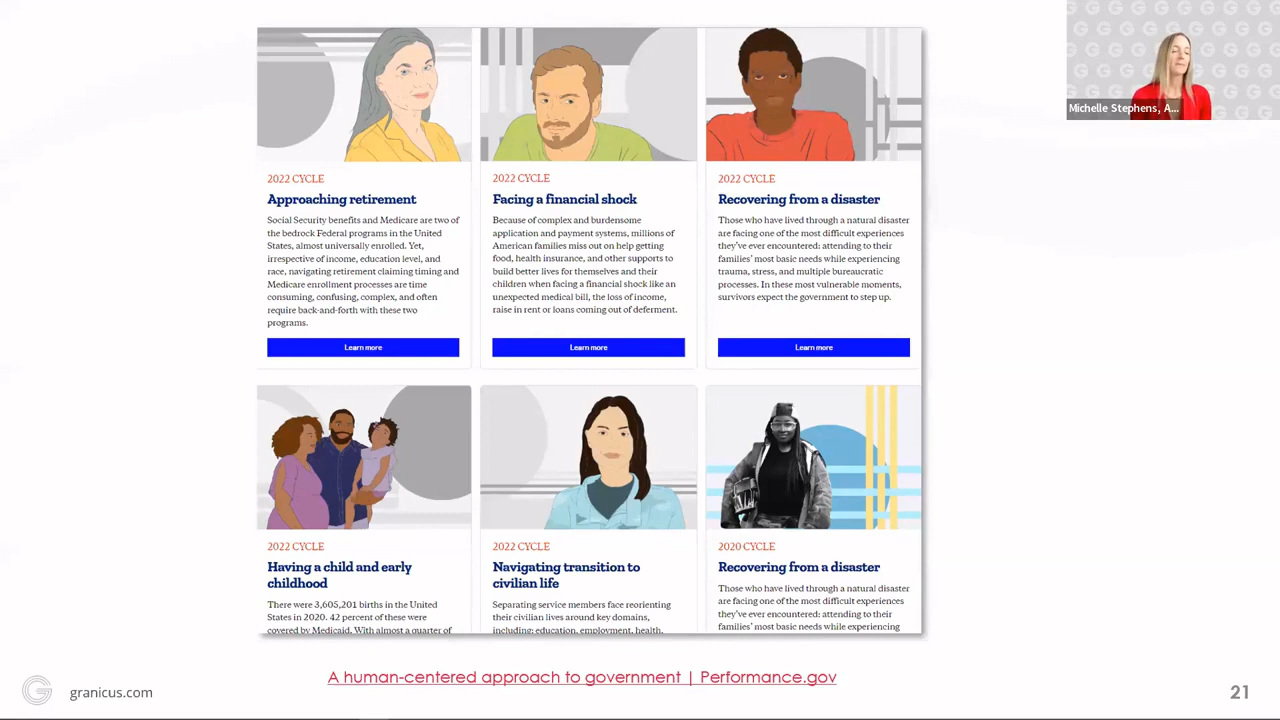 Michelle Stephens, A...
2022 CYCLE
Approaching retirement
Social Security benefits and Medicare are two of
the bedrock Federal programs in the United
States, almost universally enrolled. Yet,
irrespective of income, education level, and
race, navigating retirement claiming timing and
Medicare enrollment processes are time
consuming, confusing, complex, and often
require back-and-forth with these two
programs.
Learn more
2022 CYCLE
Facing a financial shock
Because of complex and burdensome
application and payment systems, millions of
American families miss out on help getting
food, health insurance, and other supports to
build better lives for themselves and their
children when facing a financial shock like an
unexpected medical bill, the loss of income,
raise in rent or loans coming out of deferment.
Learn more
2022 CYCLE
Recovering from a disaster
Those who have lived through a natural disaster
are facing one of the most difficult experiences
they've ever encountered: attending to their
families' most basic needs while experiencing
trauma, stress, and multiple bureaucratic
processes. In these most vulnerable moments,
survivors expect the government to step up.
Learn more
2022 CYCLE
Having a child and early
childhood
There were 3,605,201 births in the United
States in 2020. 42 percent of these were
covered by Medicaid. With almost a quarter of
2022 CYCLE
Navigating transition to
civilian life
Separating service members face reorienting
their civilian lives around key domains,
including: education, employment, health,
2020 CYCLE
Recovering from a disaster
Those who have lived through a natural disaster
are facing one of the most difficult experiences
they've ever encountered: attending to their
families' most basic needs while experiencing
A human-centered approach to government | Performance.gov
granicus.com
21